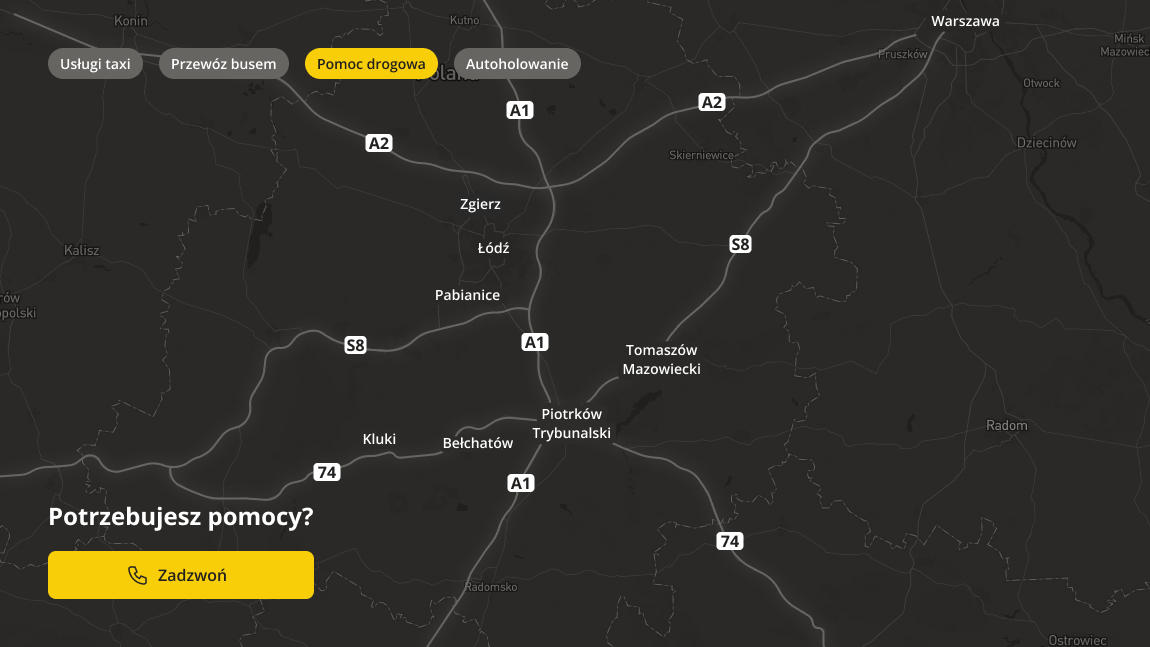 Konin
Kutno
Warszawa
Mińsk
Mazowiec
Pruszków
Usługi taxi
Przewóz busem
Pomoc drogowa
Autoholowanie
Otwock
A1
A2
A2
Dziecinów
Skierniewice
Zgierz
Łódź
S8
Kalisz
Pabianice
rów
opolski
A1
S8
Tomaszów
Mazowiecki
Piotrków
Trybunalski
Radom
Kluki
Bełchatów
74
A1
Potrzebujesz pomocy?
74
Zadzwoń
Radomsko
Ostrowiec